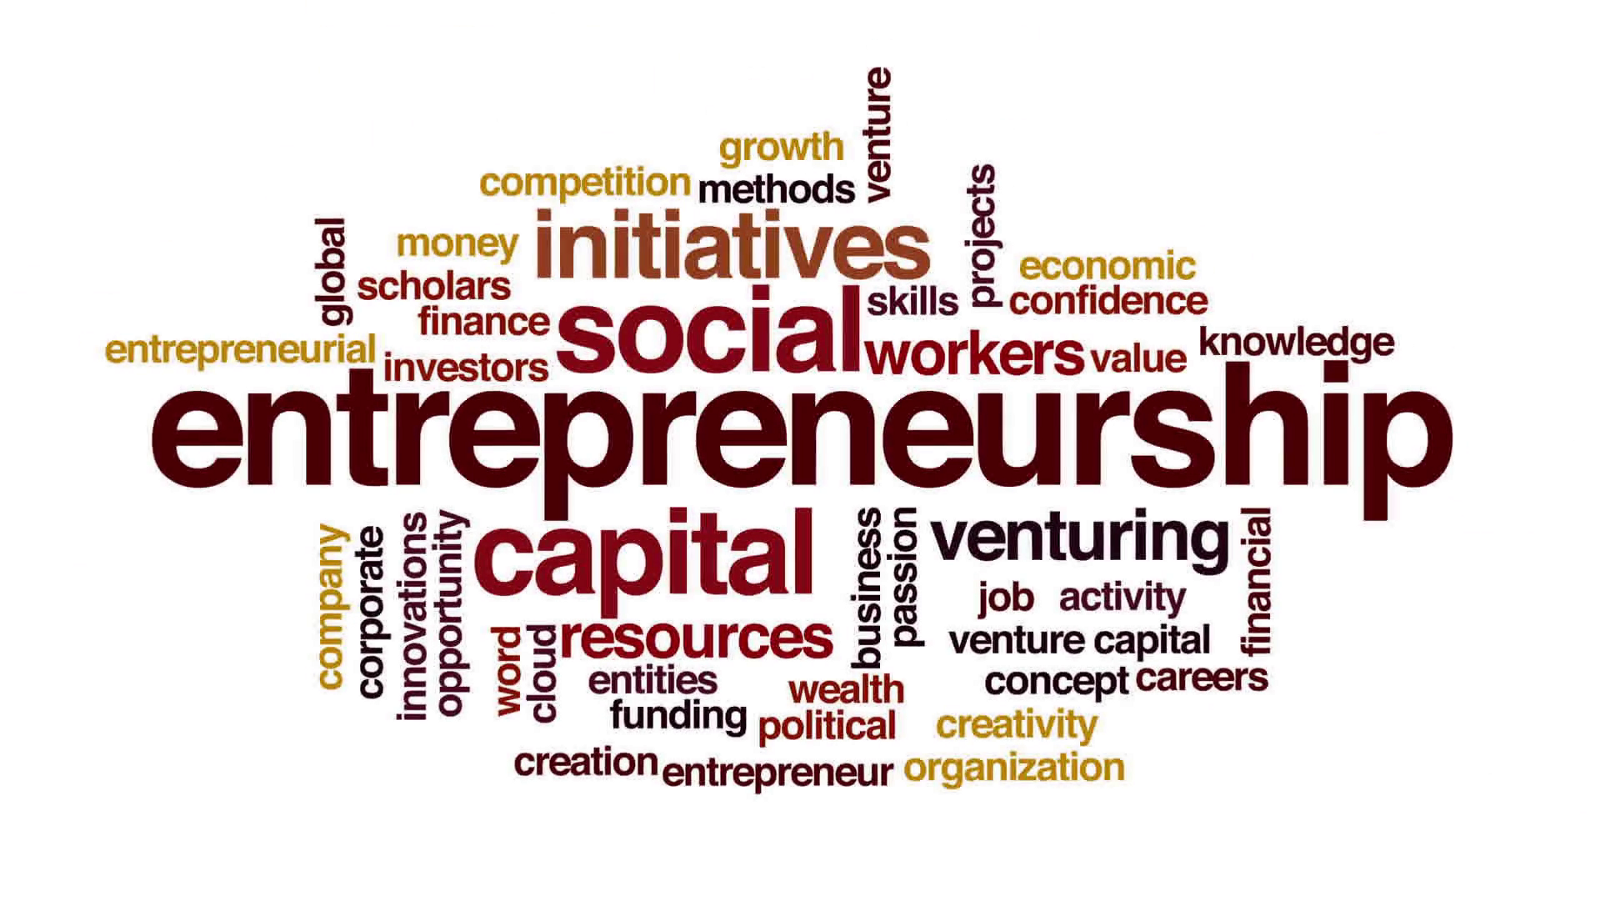 venture
growth
competition
methods
projects
global
money
initiatives
economic
scholars
skills
confidence
finance
social
entrepreneurial
investors
workers
value
knowledge
entrepreneurship
company
corporate
innovations
opportunity
capital
business
passion
venturing
financial
job
activity
word
cloud
resources
venture capital
entities
wealth
concept
careers
funding
political
creativity
creation
entrepreneur
organization